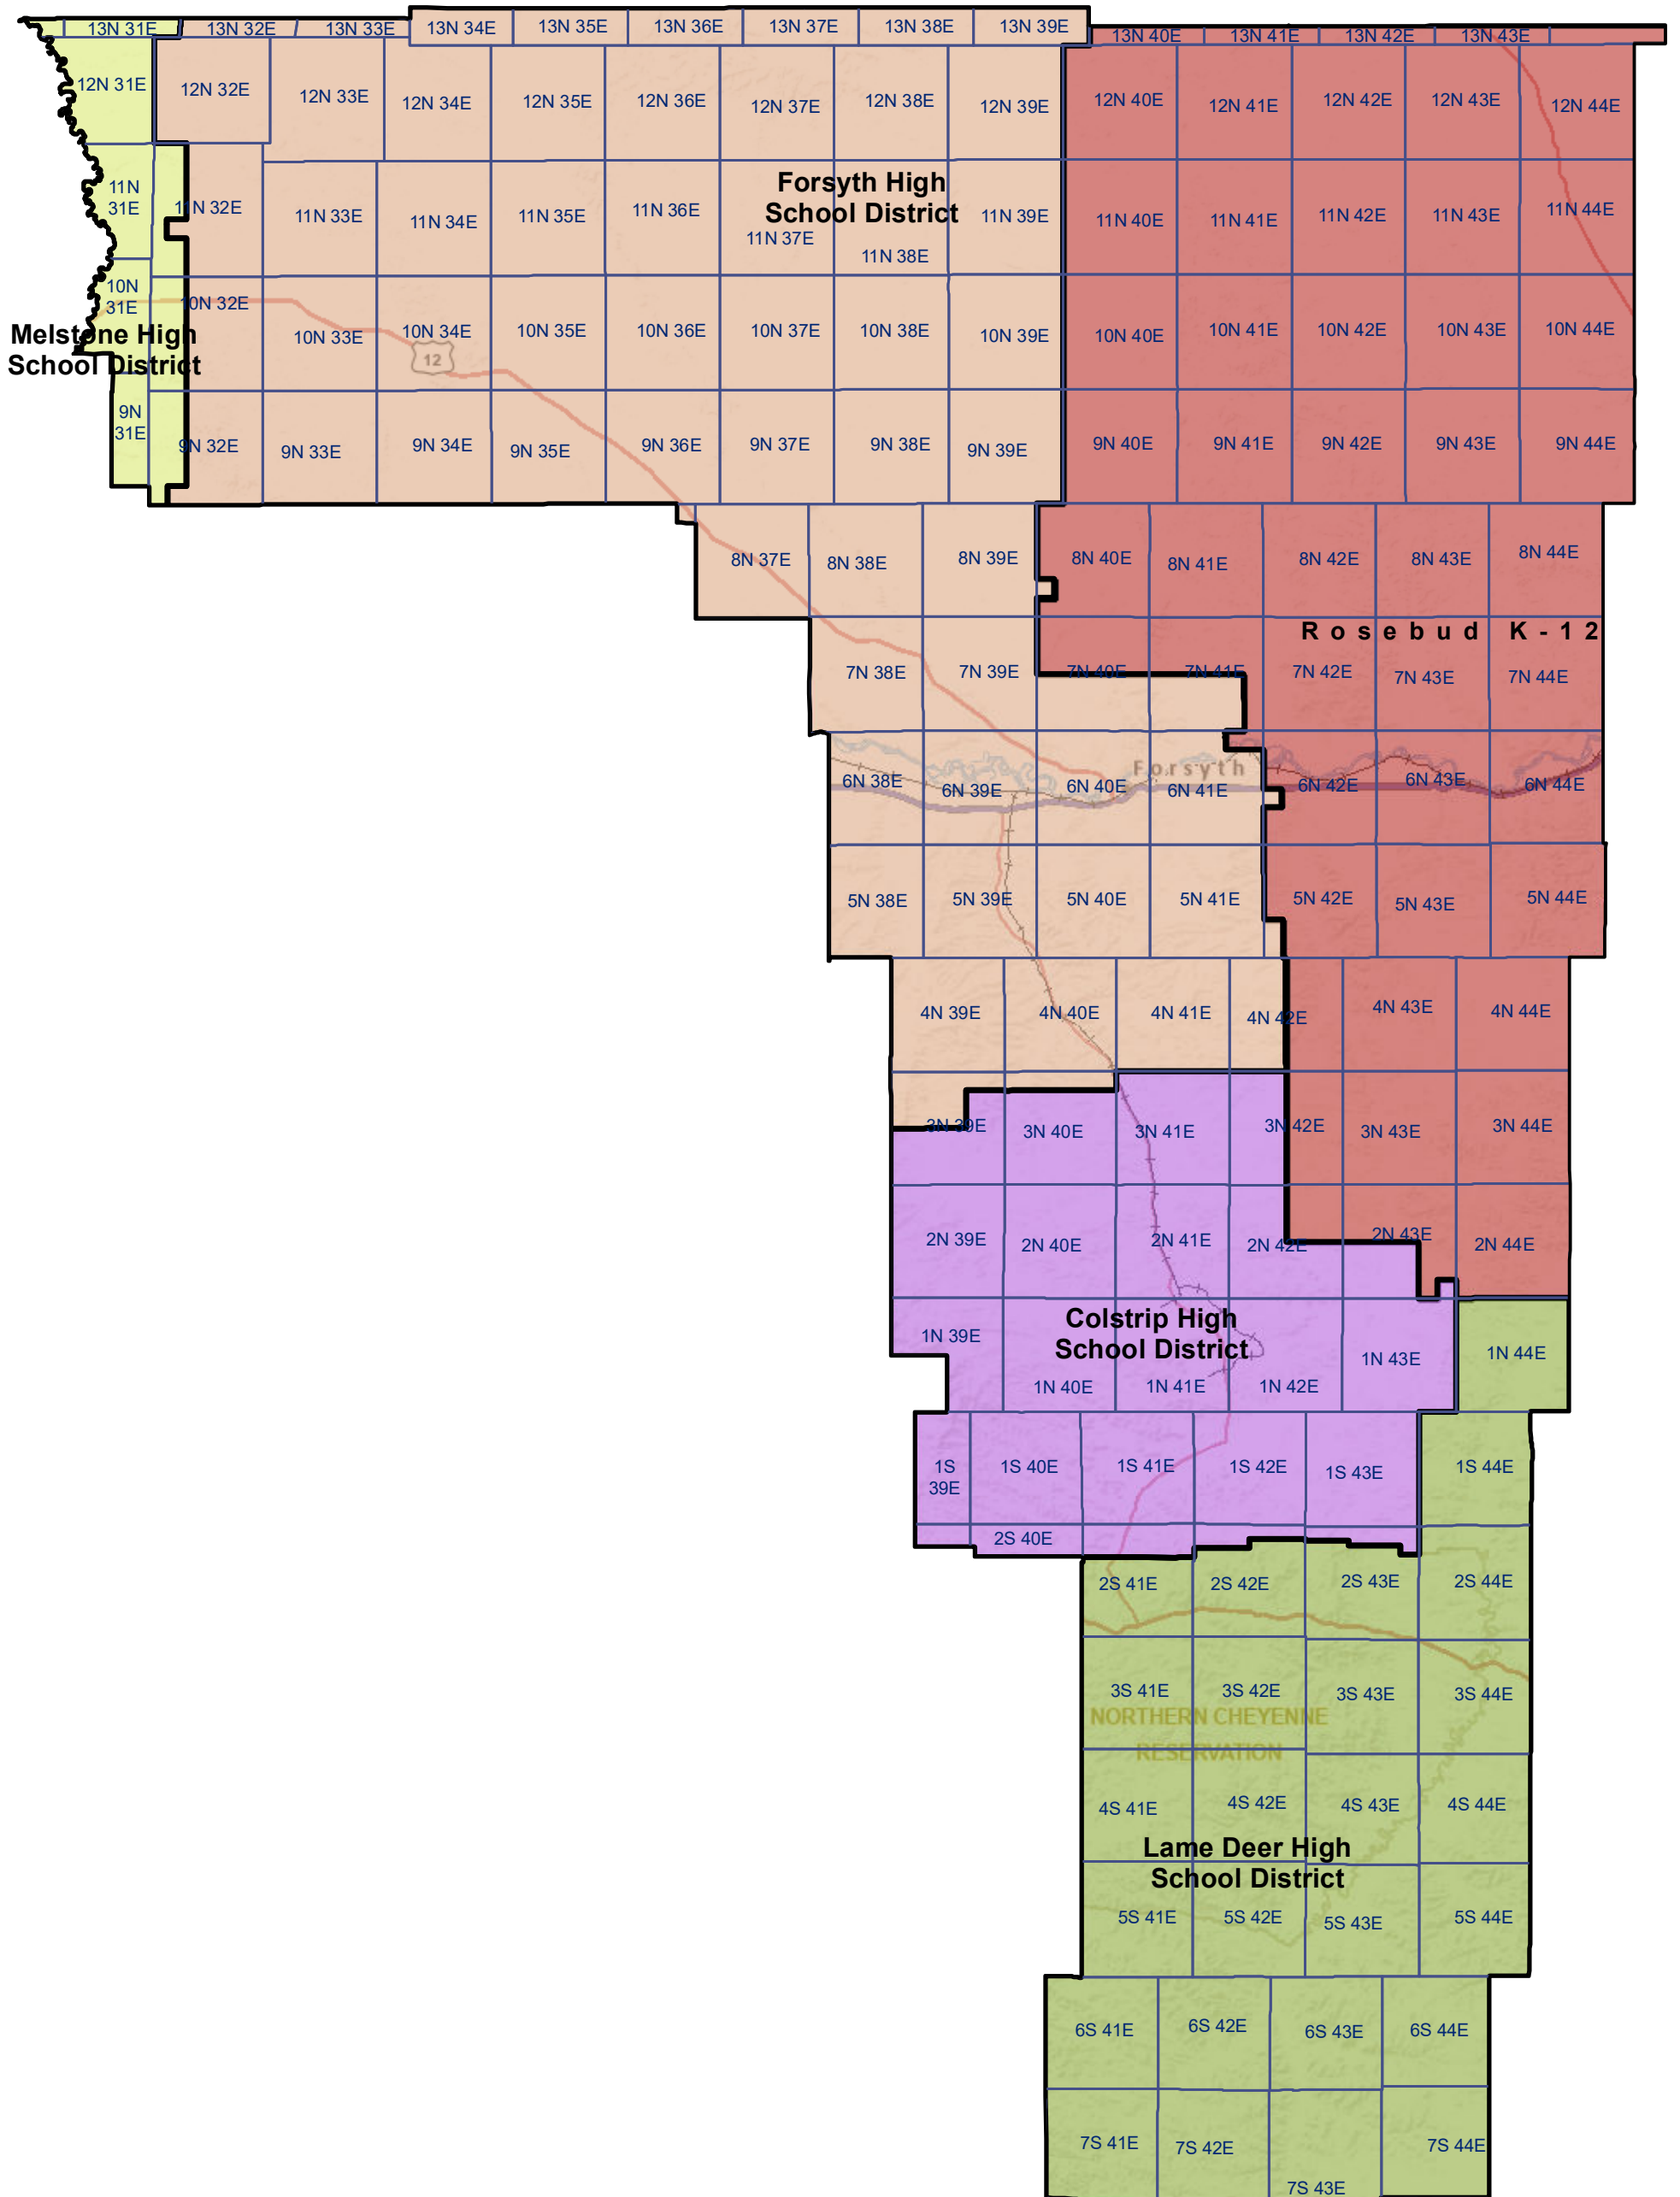 13N 31E 13N 32E 13N 33E 13N 34E 13N 35E 13N 36E 13N 37E 13N 38E 13N 39E 13N 40E 13N 41E 13N 42E 13N 43E
12N 31E 12N 32E 12N 33E 12N 34E 12N 35E 12N 36E 12N 37E 12N 38E 12N 39E 12N 40E 12N 41E 12N 42E 12N 43E 12N 44E
Forsyth High
School District
11N
31E
11N 32E 11N 33E 11N 34E 11N 35E 11N 36E 11N 37E 11N 38E 11N 39E 11N 40E 11N 41E 11N 42E 11N 43E 11N 44E
10N
31E
10N 32E 10N 33E 10N 34E 10N 35E 10N 36E 10N 37E 10N 38E 10N 39E 10N 40E 10N 41E 10N 42E 10N 43E 10N 44E
Melstone High
School District
12
9N
31E
9N 32E 9N 33E 9N 34E 9N 35E 9N 36E 9N 37E 9N 38E 9N 39E 9N 40E 9N 41E 9N 42E 9N 43E 9N 44E
8N 37E 8N 38E 8N 39E 8N 40E 8N 41E 8N 42E 8N 43E 8N 44E
Rosebud K-12
7N 38E 7N 39E 7N 40E 7N 41E 7N 42E 7N 43E 7N 44E
Forsyth
6N 38E 6N 39E 6N 40E 6N 41E 6N 42E 6N 43E 6N 44E
5N 38E 5N 39E 5N 40E 5N 41E 5N 42E 5N 43E 5N 44E
4N 39E 4N 40E 4N 41E 4N 42E 4N 43E 4N 44E
3N 39E 3N 40E 3N 41E 3N 42E 3N 43E 3N 44E
2N 39E 2N 40E 2N 41E 2N 42E 2N 43E 2N 44E
Colstrip High
School District
1N 39E 1N 40E 1N 41E 1N 42E 1N 43E 1N 44E
1S
39E
1S 40E 1S 41E 1S 42E 1S 43E 1S 44E
2S 40E 2S 41E 2S 42E 2S 43E 2S 44E
3S 41E 3S 42E 3S 43E 3S 44E
NORTHERN CHEYENNE
RESERVATION
4S 41E 4S 42E 4S 43E 4S 44E
Lame Deer High
School District
5S 41E 5S 42E 5S 43E 5S 44E
6S 41E 6S 42E 6S 43E 6S 44E
7S 41E 7S 42E 7S 43E 7S 44E